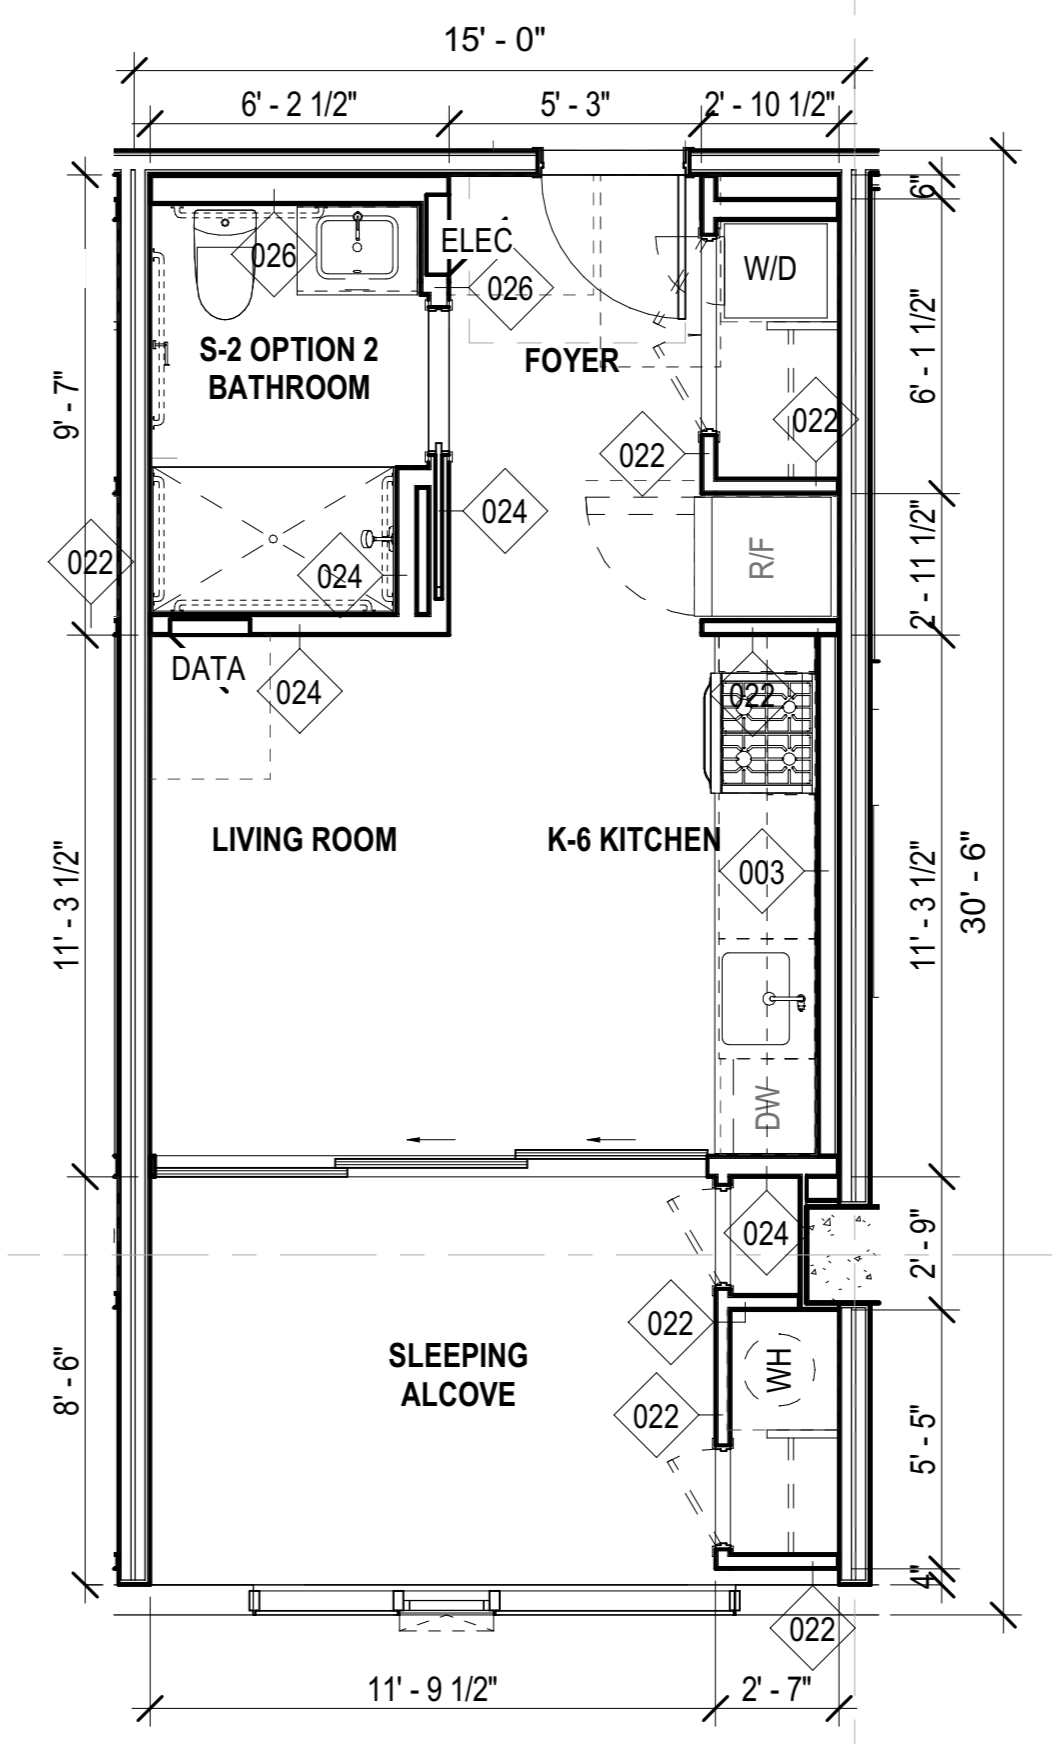 15' - 0"
6' - 2 1/2"
5' - 3"
2' - 10 1/2"
6"
ELEC
026
026
W/D
S-2 OPTION 2
BATHROOM
FOYER
6' - 1 1/2"
9' - 7"
022
022
024
022
024
R/F
2' - 11 1/2"
DATA
024
022
LIVING ROOM
K-6 KITCHEN
003
11' - 3 1/2"
11' - 3 1/2"
30' - 6"
DW
024
2' - 9"
022
SLEEPING
ALCOVE
WH
8' - 6"
022
5' - 5"
4"
022
11' - 9 1/2"
2' - 7"